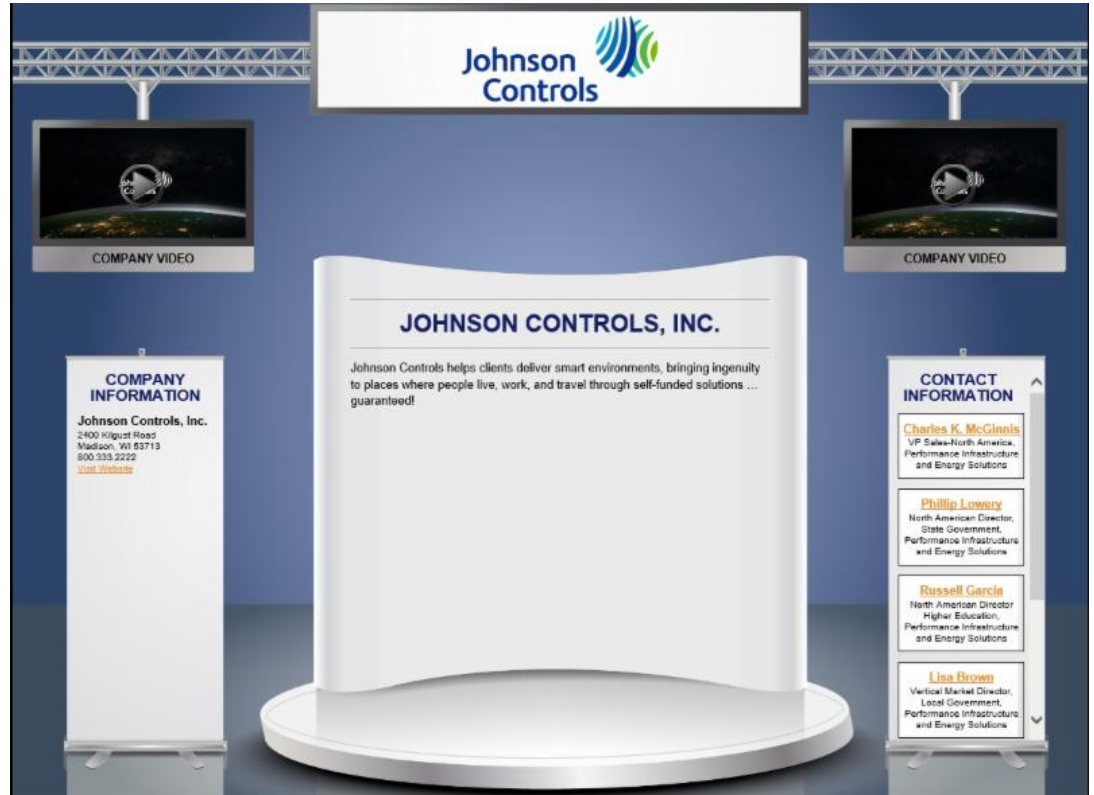 Johnson
Controls
COMPANY VIDEO
COMPANY VIDEO
JOHNSON CONTROLS, INC.
Johnson Controls helps clients deliver smart environments, bringing ingenuity
to places where people live, work, and travel through self-funded solutions ...
guaranteed!
COMPANY
INFORMATION
Johnson Controls, Inc.
2400 Kilgust Road
Madison, WI 53713
800.333.2222
Visit Website
CONTACT
INFORMATION
Charles K. McGinnis
VP Sales-North America,
Performance Infrastructure
and Energy Solutions
Phillip Lowery
North American Director,
State Government,
Performance Infrastructure
and Energy Solutions
Russell Garcia
North American Director
Higher Education,
Performance Infrastructure
and Energy Solutions
Lisa Brown
Vertical Market Director,
Local Government,
Performance Infrastructure
and Energy Solutions